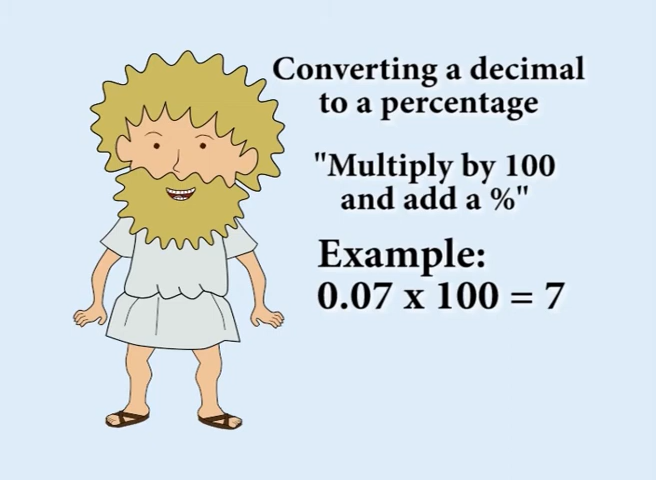 Converting a decimal
to a percentage
"Multiply by 100
and add a %"
Example:
0.07 x 100 = 7